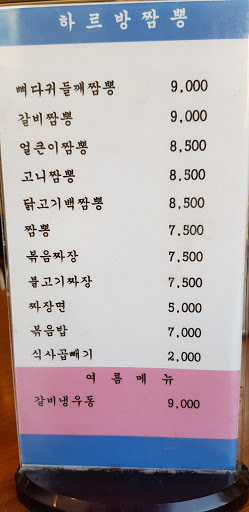 하르방짬뽕
뼈다귀들깨짬뽕 9,000
갈비짬뽕 9,000
얼큰이짬뽕 8,500
고니짬뽕 8,500
닭고기백짬뽕 8,500
짬뽕 7,500
볶음짜장 7,500
불고기짜장 7,500
짜장면 5,000
볶음밥 7,000
식사곱빼기 2,000
여름메뉴
갈비냉우동 9,000